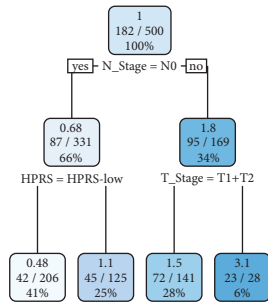 1
182 / 500
100%
yes N_Stage = N0 no
0.68
87 / 331
66%
1.8
95 / 169
34%
HPRS = HPRS-low
T_Stage = T1+T2
0.48
42 / 206
41%
1.1
45 / 125
25%
1.5
72 / 141
28%
3.1
23 / 28
6%